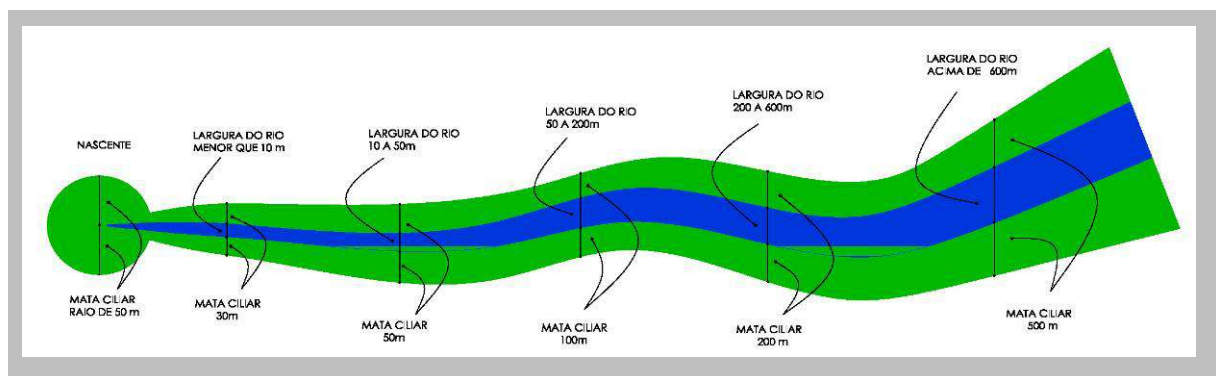 NASCENTE
LARGURA DO RIO
MENOR QUE 10 m
LARGURA DO RIO
10 A 50m
LARGURA DO RIO
50 A 200m
LARGURA DO RIO
200 A 600m
LARGURA DO RIO
ACIMA DE 600m
MATA CILIAR
RAIO DE 50 m
MATA CILIAR
30m
MATA CILIAR
50m
MATA CILIAR
100m
MATA CILIAR
200 m
MATA CILIAR
500 m